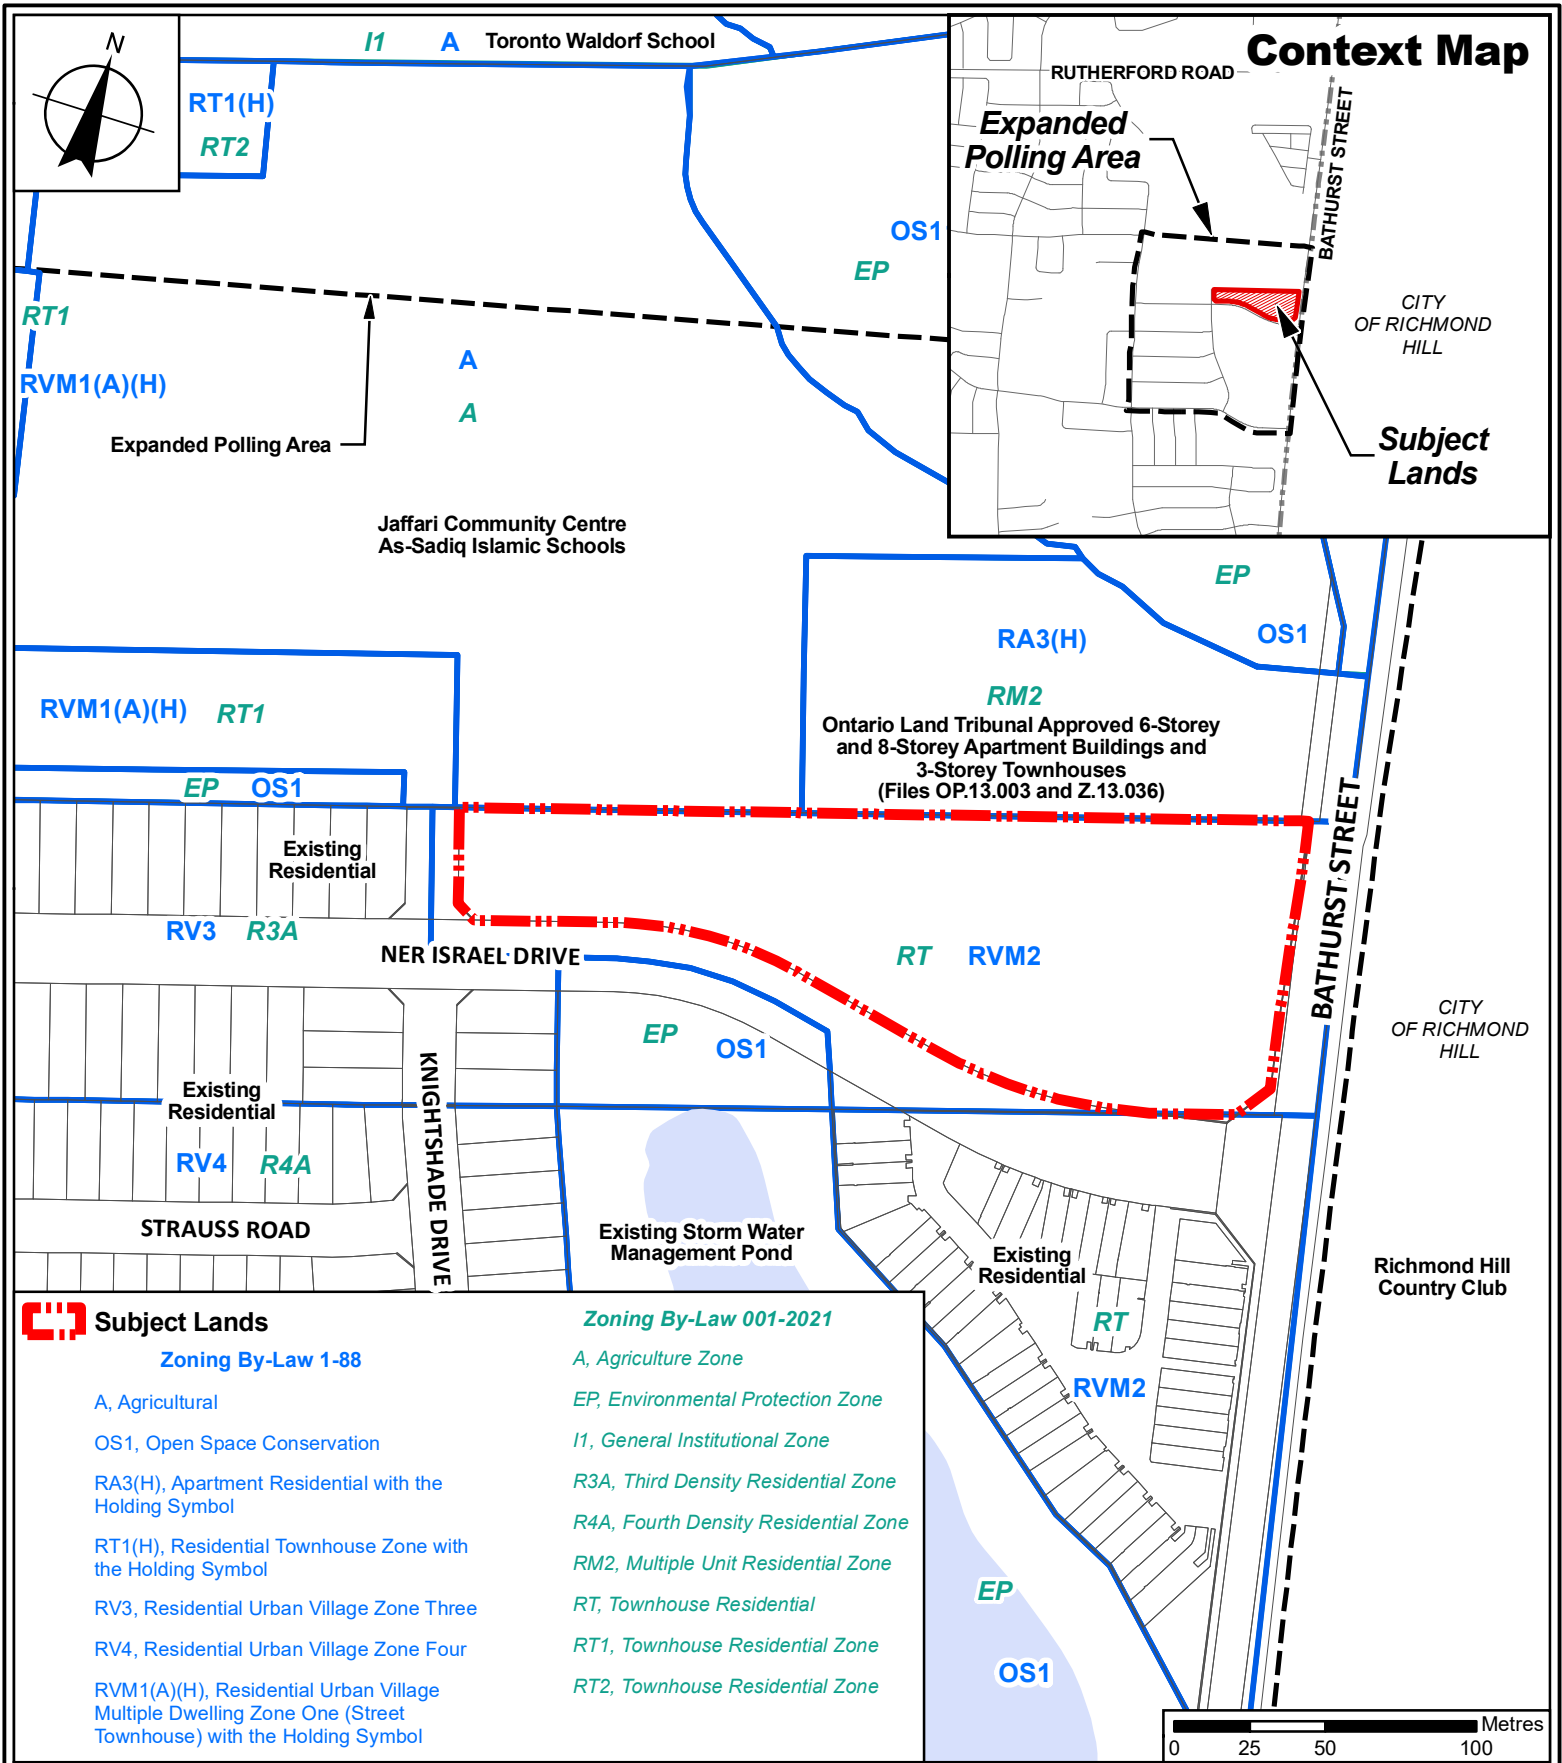 N
I1 A Toronto Waldorf School
RT1(H)
RT2
Context Map
RUTHERFORD ROAD
Expanded
Polling Area
BATHURST STREET
CITY
OF RICHMOND
HILL
Subject
Lands
OS1
EP
RT1
RVM1(A)(H)
A
A
Expanded Polling Area
Jaffari Community Centre
As-Sadiq Islamic Schools
EP
OS1
RA3(H)
RM2
Ontario Land Tribunal Approved 6-Storey
and 8-Storey Apartment Buildings and
3-Storey Townhouses
(Files OP.13.003 and Z.13.036)
RVM1(A)(H) RT1
EP OS1
Existing
Residential
RV3 R3A
NER ISRAEL DRIVE
RT RVM2
BATHURST STREET
CITY
OF RICHMOND
HILL
EP OS1
KNIGHTSHADE DRIVE
Existing
Residential
RV4 R4A
STRAUSS ROAD
Existing Storm Water
Management Pond
Existing
Residential
RT
RVM2
Richmond Hill
Country Club
EP
OS1
Subject Lands
Zoning By-Law 1-88
A, Agricultural
OS1, Open Space Conservation
RA3(H), Apartment Residential with the
Holding Symbol
RT1(H), Residential Townhouse Zone with
the Holding Symbol
RV3, Residential Urban Village Zone Three
RV4, Residential Urban Village Zone Four
RVM1(A)(H), Residential Urban Village
Multiple Dwelling Zone One (Street
Townhouse) with the Holding Symbol
Zoning By-Law 001-2021
A, Agriculture Zone
EP, Environmental Protection Zone
I1, General Institutional Zone
R3A, Third Density Residential Zone
R4A, Fourth Density Residential Zone
RM2, Multiple Unit Residential Zone
RT, Townhouse Residential
RT1, Townhouse Residential Zone
RT2, Townhouse Residential Zone
Metres
0 25 50 100